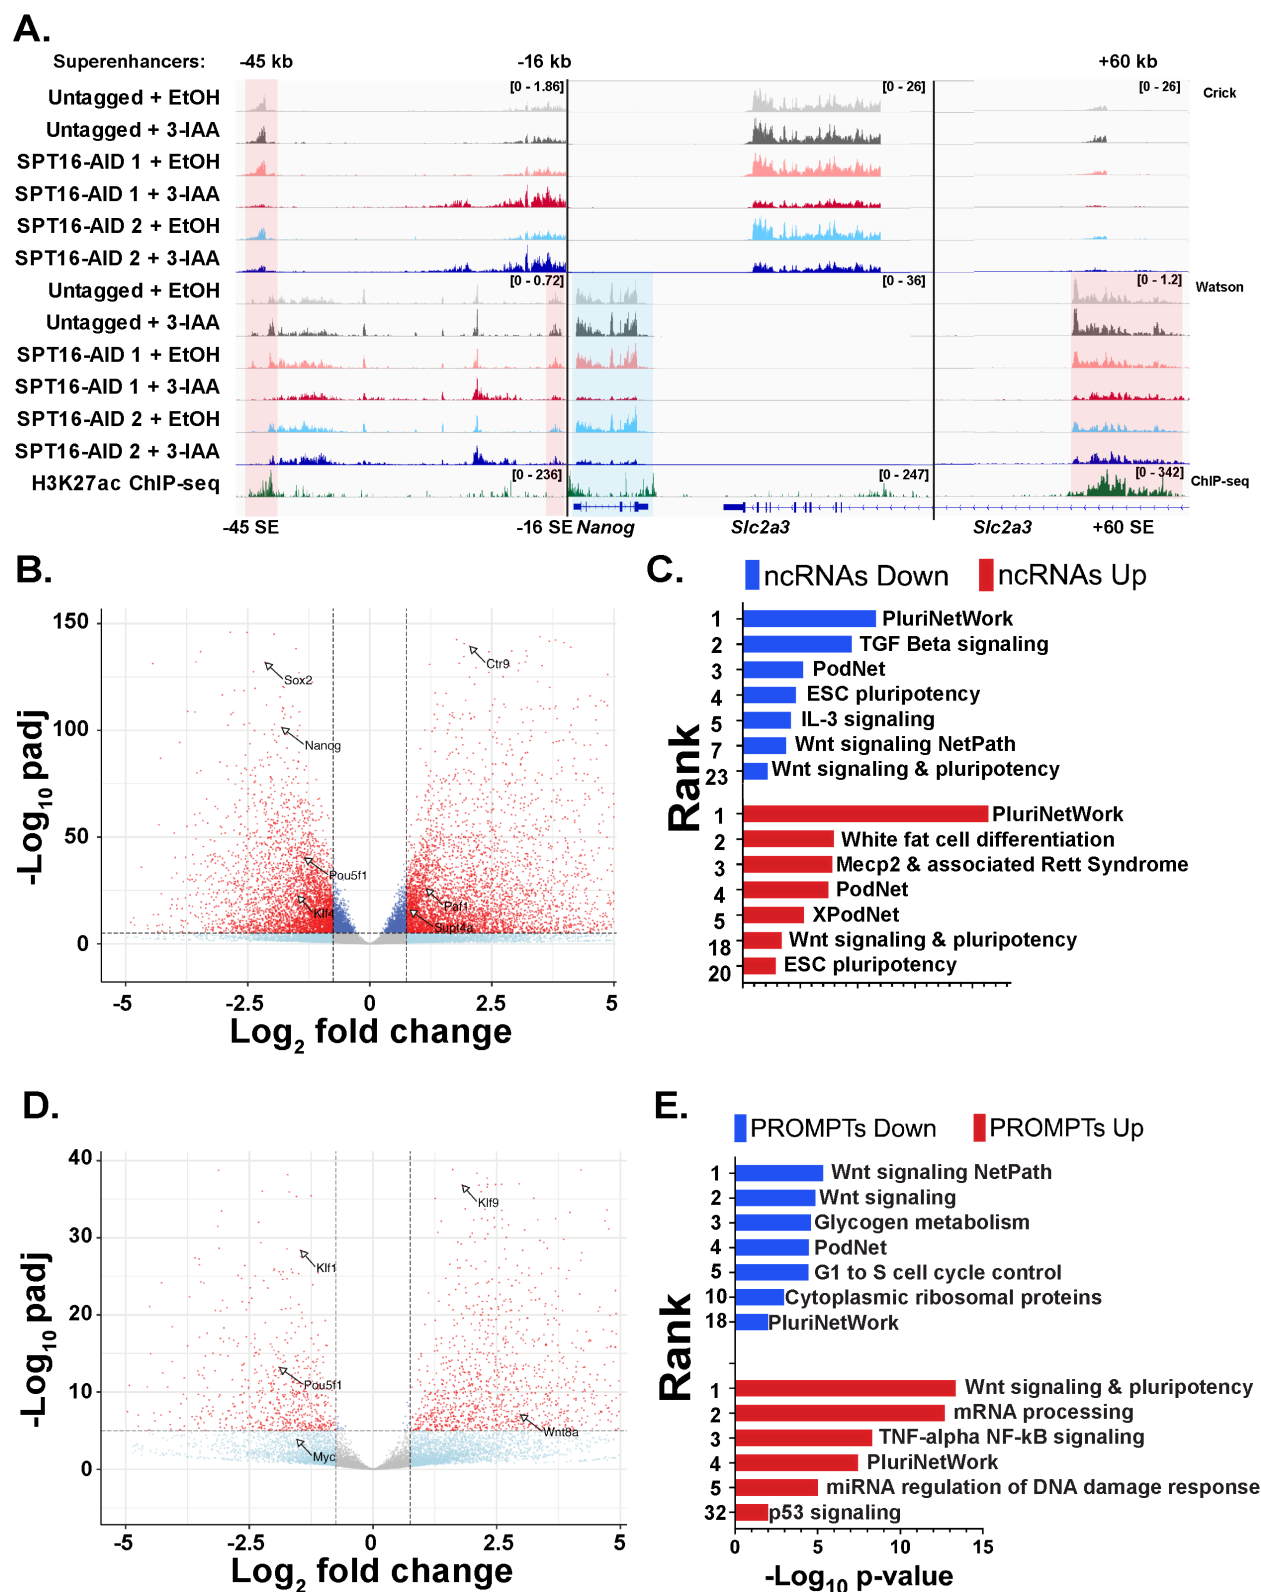 A.
Superenhancers: -45 kb -16 kb +60 kb
Untagged + EtOH [0 - 1.86] [0 - 26] [0 - 26] Crick
Untagged + 3-IAA
SPT16-AID 1 + EtOH
SPT16-AID 1 + 3-IAA
SPT16-AID 2 + EtOH
SPT16-AID 2 + 3-IAA
Untagged + EtOH [0 - 0.72] [0 - 36] [0 - 1.2] Watson
Untagged + 3-IAA
SPT16-AID 1 + EtOH
SPT16-AID 1 + 3-IAA
SPT16-AID 2 + EtOH
SPT16-AID 2 + 3-IAA
H3K27ac ChIP-seq [0 - 236] [0 - 247] [0 - 342] ChIP-seq
-45 SE -16 SE Nanog Slc2a3 Slc2a3 +60 SE
B.
150
100
50
0
-Log10 padj
Sox2
Ctr9
Nanog
Pou5f1
Klf4
Paf1
Supt4a
-5 -2.5 0 2.5 5
Log2 fold change
C.
ncRNAs Down ncRNAs Up
Rank
1 PluriNetWork
2 TGF Beta signaling
3 PodNet
4 ESC pluripotency
5 IL-3 signaling
7 Wnt signaling NetPath
23 Wnt signaling & pluripotency
1 PluriNetWork
2 White fat cell differentiation
3 Mecp2 & associated Rett Syndrome
4 PodNet
5 XPodNet
18 Wnt signaling & pluripotency
20 ESC pluripotency
D.
40
30
20
10
0
-Log10 padj
Klf9
Klf1
Pou5f1
Wnt8a
Myc
-5 -2.5 0 2.5 5
Log2 fold change
E.
PROMPTs Down PROMPTs Up
Rank
1 Wnt signaling NetPath
2 Wnt signaling
3 Glycogen metabolism
4 PodNet
5 G1 to S cell cycle control
10 Cytoplasmic ribosomal proteins
18 PluriNetWork
1 Wnt signaling & pluripotency
2 mRNA processing
3 TNF-alpha NF-kB signaling
4 PluriNetWork
5 miRNA regulation of DNA damage response
32 p53 signaling
0 5 10 15
-Log10 p-value